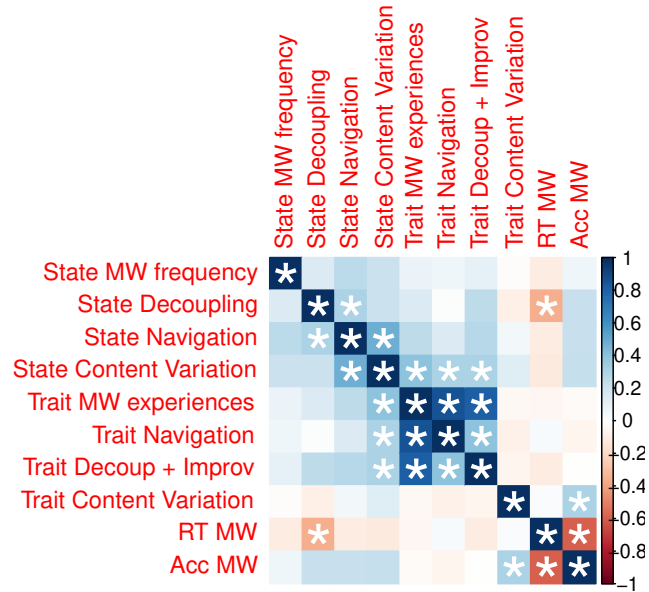 State MW frequency
State Decoupling
State Navigation
State Content Variation
Trait MW experiences
Trait Navigation
Trait Decoup + Improv
Trait Content Variation
RT MW
Acc MW
State MW frequency
State Decoupling
State Navigation
State Content Variation
Trait MW experiences
Trait Navigation
Trait Decoup + Improv
Trait Content Variation
RT MW
Acc MW
1
0.8
0.6
0.4
0.2
0
-0.2
-0.4
-0.6
-0.8
-1